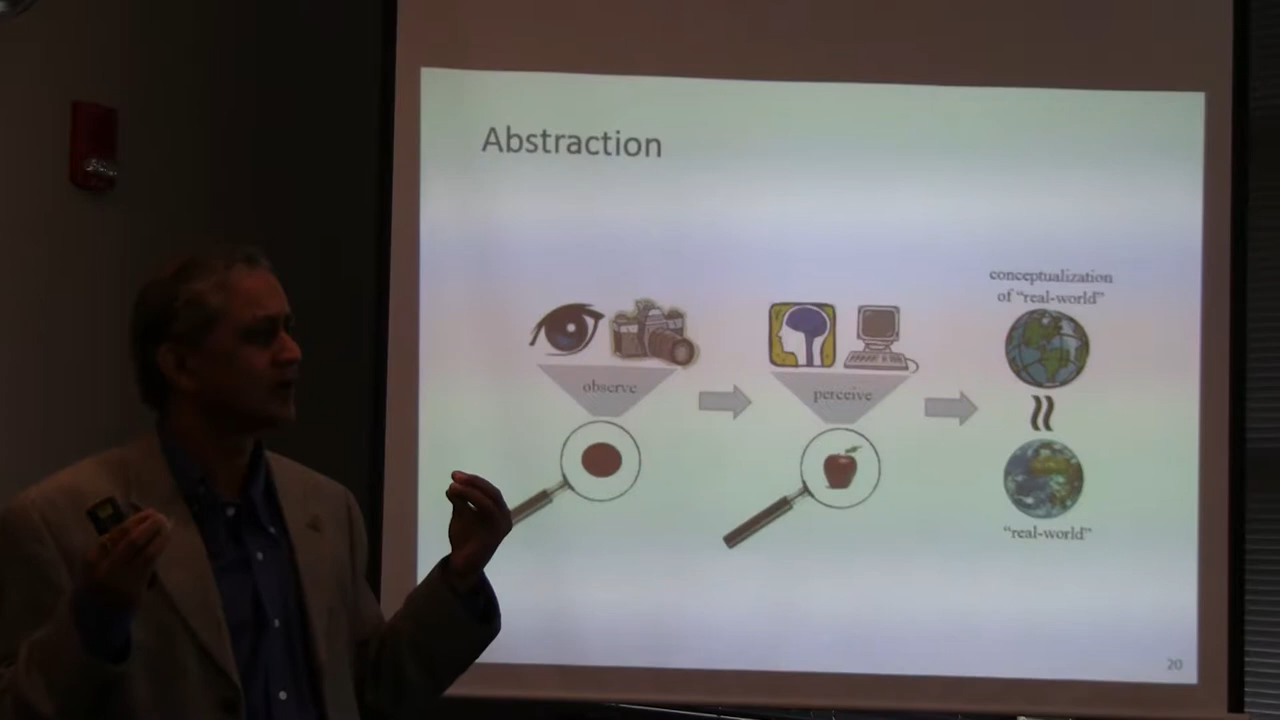 Abstraction
observe
perceive
conceptualization
of “real-world”
“real-world”
20